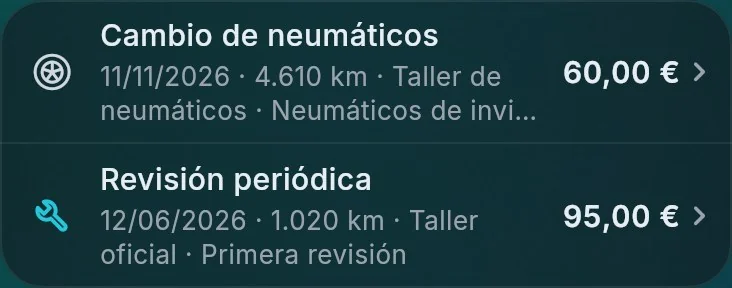 Cambio de neumáticos
11/11/2026 · 4.610 km · Taller de
neumáticos · Neumáticos de invi...
60,00 €
Revisión periódica
12/06/2026 · 1.020 km · Taller
oficial · Primera revisión
95,00 €